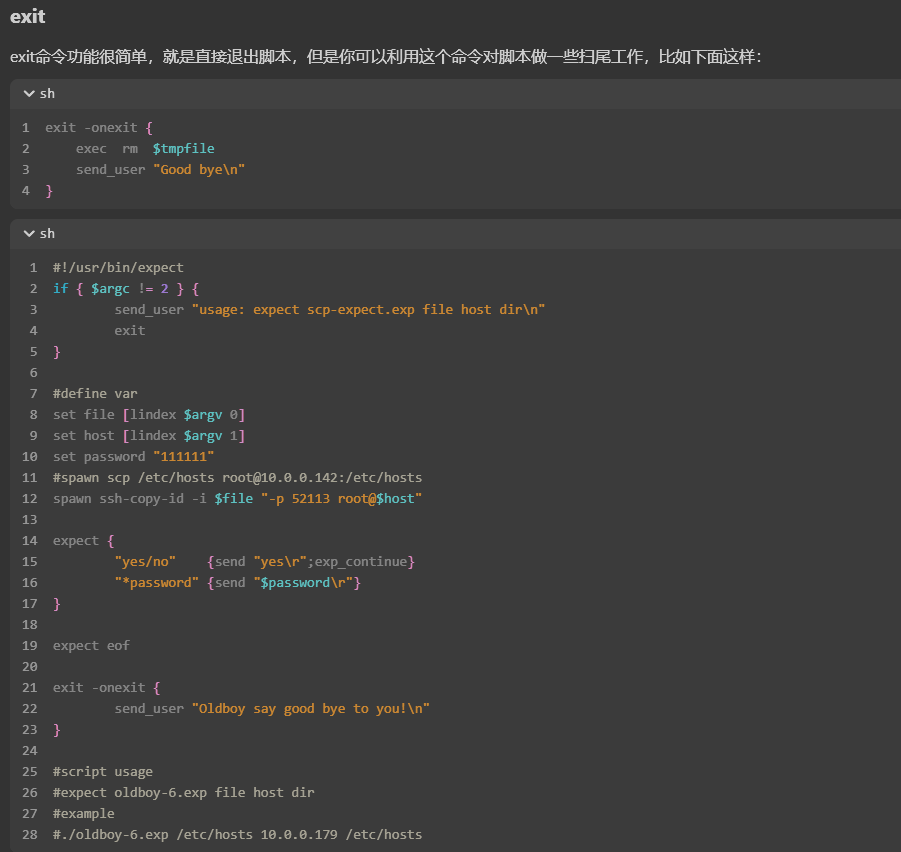 exit
exit命令功能很简单，就是直接退出脚本，但是你可以利用这个命令对脚本做一些扫尾工作，比如下面这样：
sh
1 exit -onexit {
2     exec  rm  $tmpfile
3     send_user "Good bye\n"
4 }
sh
1 #!/usr/bin/expect
2 if { $argc != 2 } {
3         send_user "usage: expect scp-expect.exp file host dir\n"
4         exit
5 }
6
7 #define var
8 set file [lindex $argv 0]
9 set host [lindex $argv 1]
10 set password "111111"
11 #spawn scp /etc/hosts root@10.0.0.142:/etc/hosts
12 spawn ssh-copy-id -i $file "-p 52113 root@$host"
13
14 expect {
15         "yes/no"    {send "yes\r";exp_continue}
16         "*password" {send "$password\r"}
17 }
18
19 expect eof
20
21 exit -onexit {
22         send_user "Oldboy say good bye to you!\n"
23 }
24
25 #script usage
26 #expect oldboy-6.exp file host dir
27 #example
28 #./oldboy-6.exp /etc/hosts 10.0.0.179 /etc/hosts